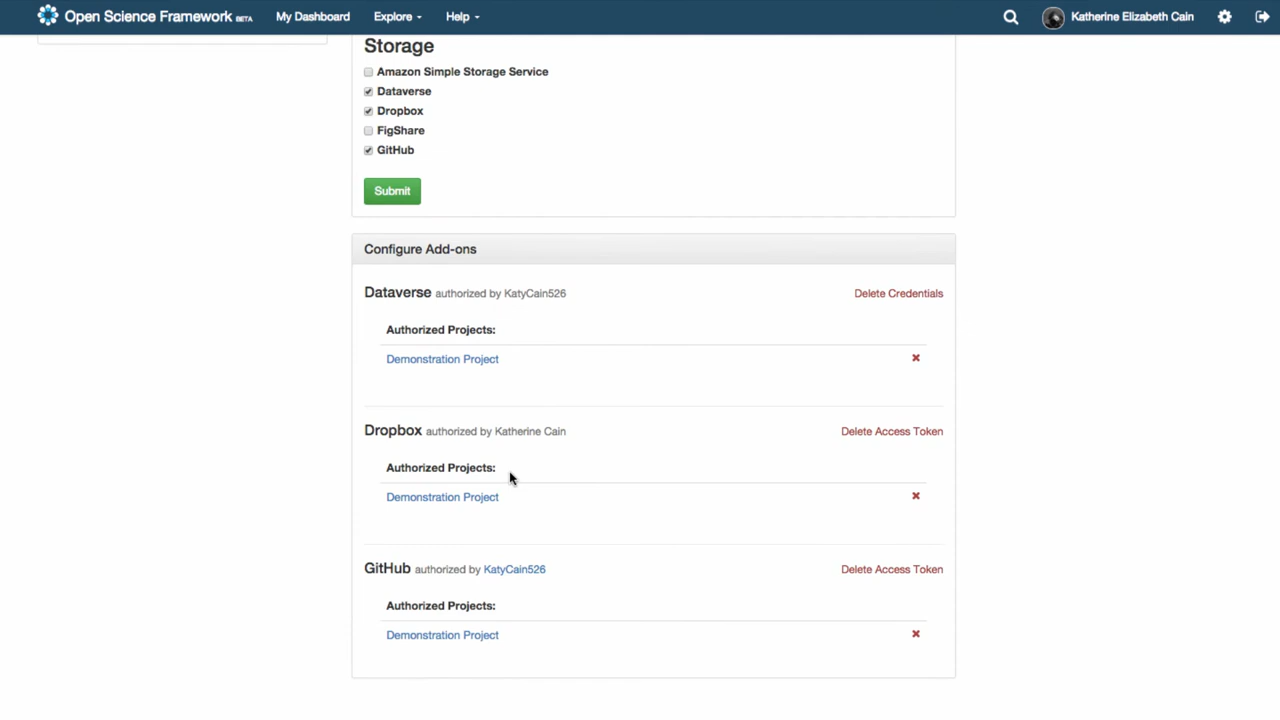 Open Science Framework BETA My Dashboard Explore Help Katherine Elizabeth Cain
Storage
Amazon Simple Storage Service
Dataverse
Dropbox
FigShare
GitHub
Submit
Configure Add-ons
Dataverse authorized by KatyCain526 Delete Credentials
Authorized Projects:
Demonstration Project
Dropbox authorized by Katherine Cain Delete Access Token
Authorized Projects:
Demonstration Project
GitHub authorized by KatyCain526 Delete Access Token
Authorized Projects:
Demonstration Project